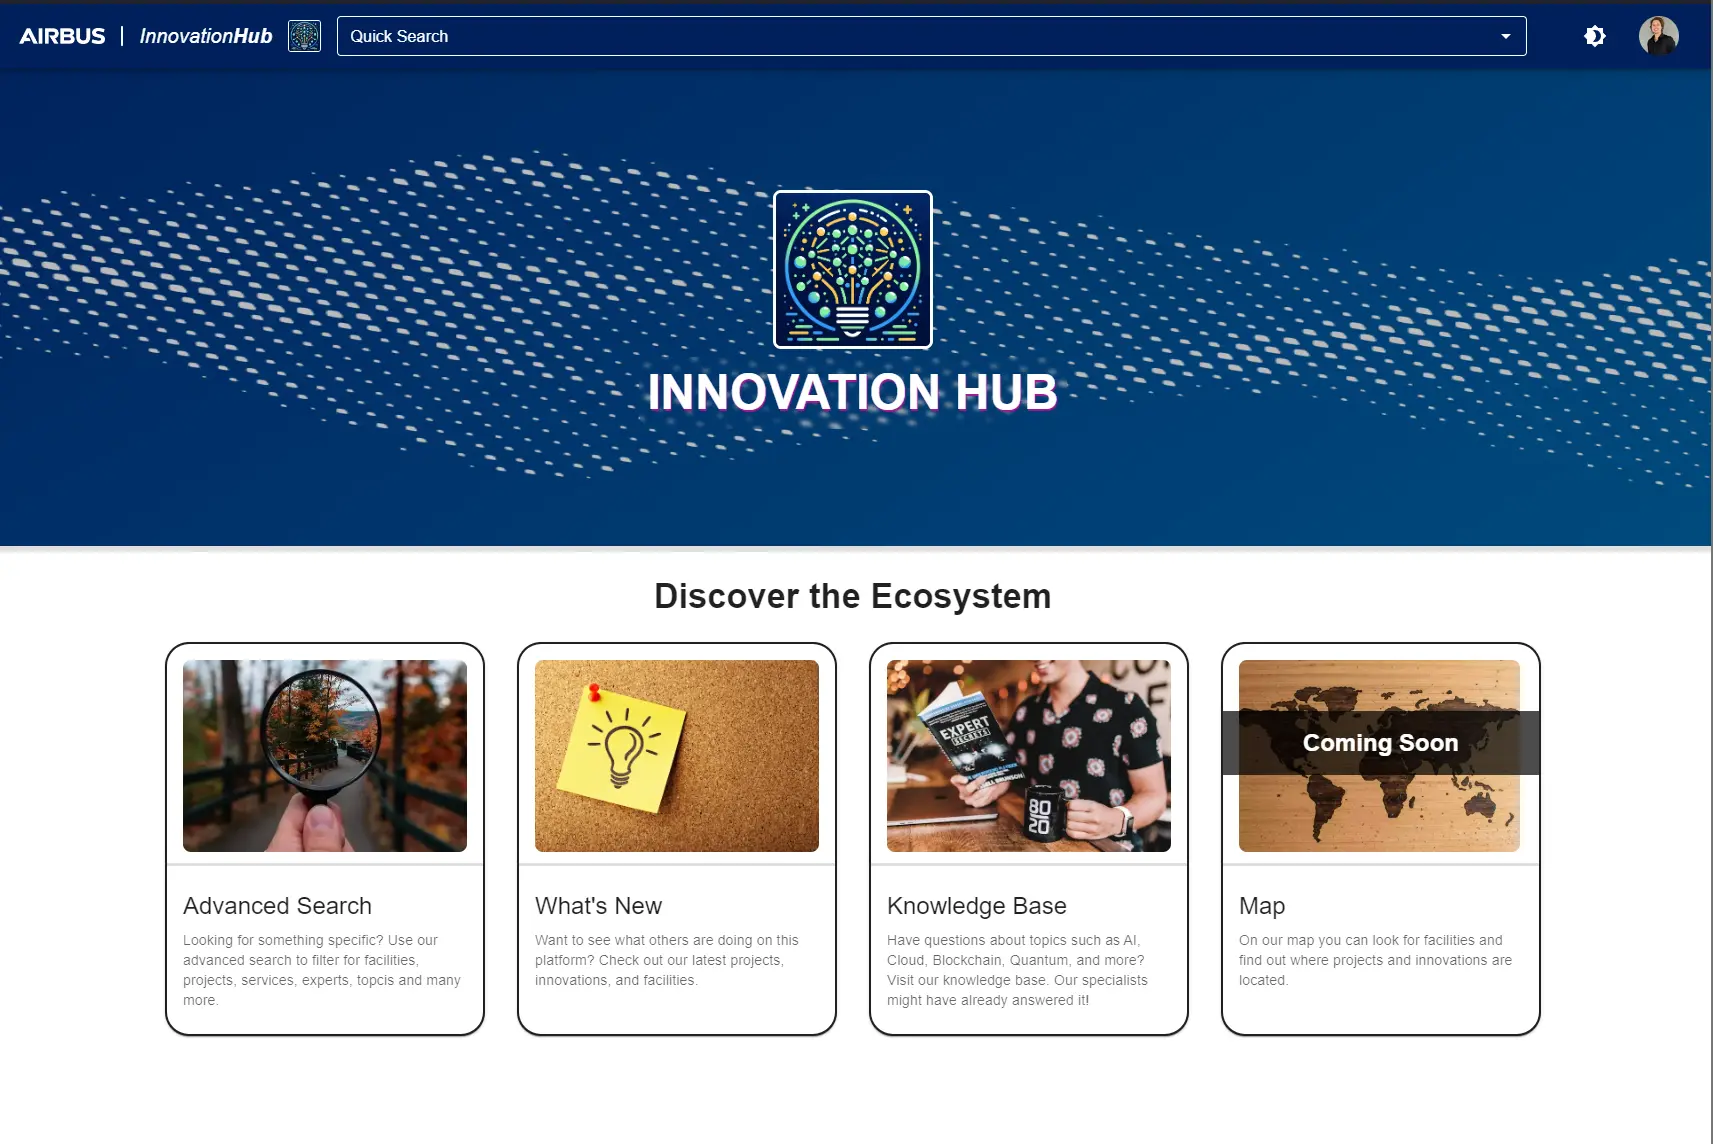 AIRBUS | InnovationHub
Quick Search
INNOVATION HUB
Discover the Ecosystem
EXPERT
SECRETS
80
20
Coming Soon
Advanced Search
Looking for something specific? Use our
advanced search to filter for facilities,
projects, services, experts, topcis and many
more.
What's New
Want to see what others are doing on this
platform? Check out our latest projects,
innovations, and facilities.
Knowledge Base
Have questions about topics such as AI,
Cloud, Blockchain, Quantum, and more?
Visit our knowledge base. Our specialists
might have already answered it!
Map
On our map you can look for facilities and
find out where projects and innovations are
located.